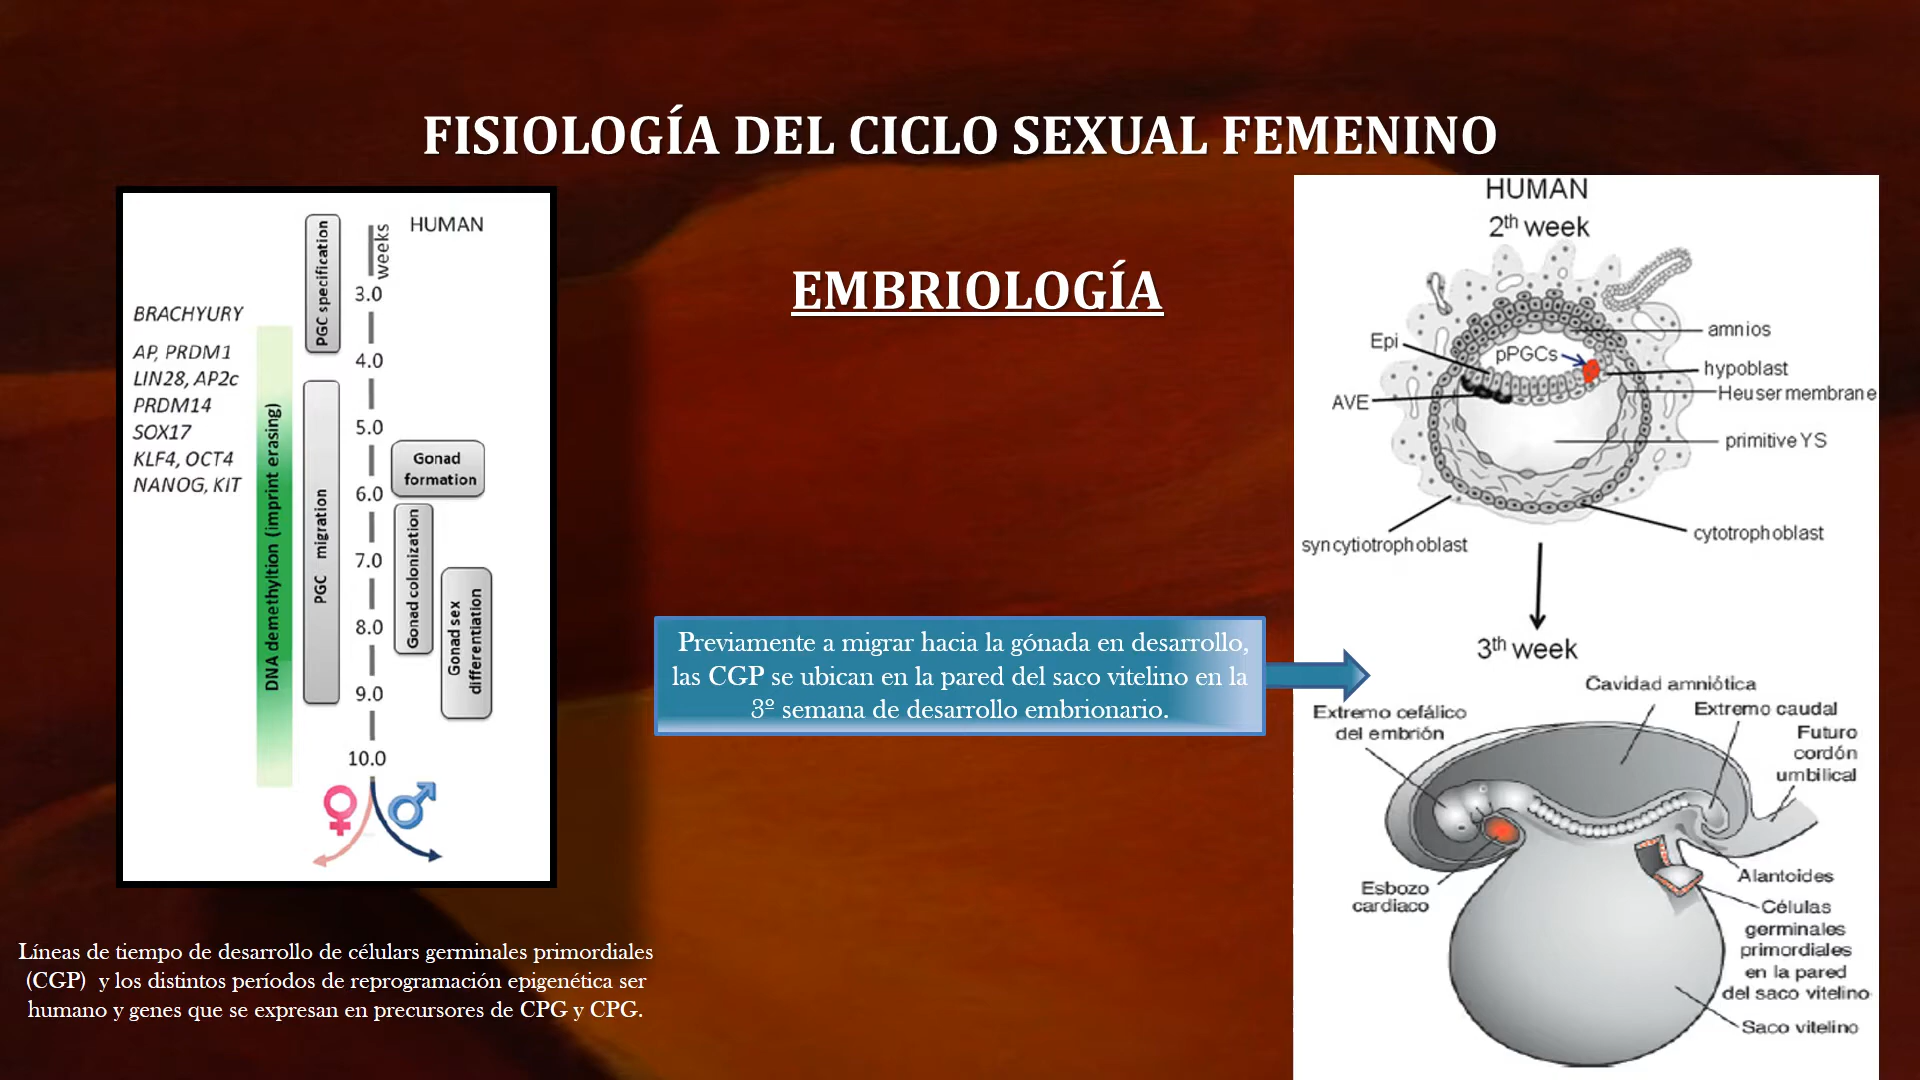 FISIOLOGÍA DEL CICLO SEXUAL FEMENINO
EMBRIOLOGÍA
HUMAN
weeks
PGC specification
3.0
BRACHYURY
AP, PRDM1
4.0
LIN28, AP2c
PRDM14
SOX17
5.0
KLF4, OCT4
NANOG, KIT
DNA demethyltion (imprint erasing)
PGC migration
Gonad
formation
6.0
Gonad colonization
7.0
Gonad sex
differentiation
8.0
9.0
10.0
Líneas de tiempo de desarrollo de célulars germinales primordiales
(CGP) y los distintos períodos de reprogramación epigenética ser
humano y genes que se expresan en precursores de CPG y CPG.
Previamente a migrar hacia la gónada en desarrollo,
las CGP se ubican en la pared del saco vitelino en la
3º semana de desarrollo embrionario.
HUMAN
2th week
amnios
Epi
pPGCs
hypoblast
Heuser membrane
AVE
primitive YS
cytotrophoblast
syncytiotrophoblast
3th week
Cavidad amniótica
Extremo cefálico
del embrión
Extremo caudal
Futuro
cordón
umbilical
Esbozo
cardiaco
Alantoides
Células
germinales
primordiales
en la pared
del saco vitelino
Saco vitelino